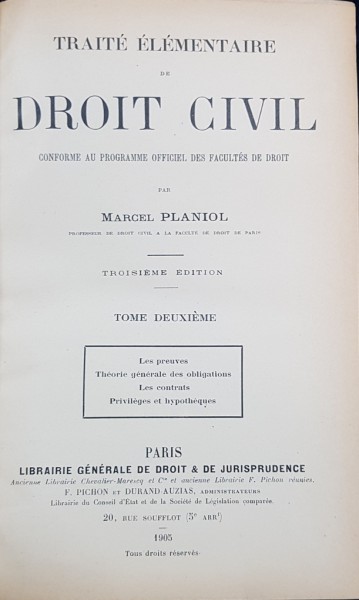 TRAITÉ ÉLÉMENTAIRE
DE
DROIT CIVIL
CONFORME AU PROGRAMME OFFICIEL DES FACULTÉS DE DROIT
PAR
MARCEL PLANIOL
PROFESSEUR DE DROIT CIVIL A LA FACULTÉ DE DROIT DE PARIS
TROISIÈME EDITION
TOME DEUXIÈME
Les preuves
Théorie générale des obligations
Les contrats
Privilèges et hypothèques
PARIS
LIBRAIRIE GÉNÉRALE DE DROIT & DE JURISPRUDENCE
Ancienne Librairie Chevalier-Marescq et Cie et ancienne Librairie F. Pichon réunies.
F. PICHON ET DURAND-AUZIAS, ADMINISTRATEURS
Librairie du Conseil d'État et de la Société de Législation comparée.
20, RUE SOUFFLOT (5e ARRt)
1905
Tous droits réservés.